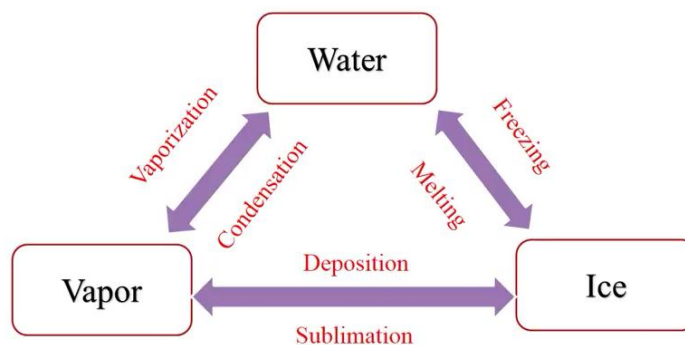 Water
Vaporization
Condensation
Freezing
Melting
Vapor
Deposition
Sublimation
Ice